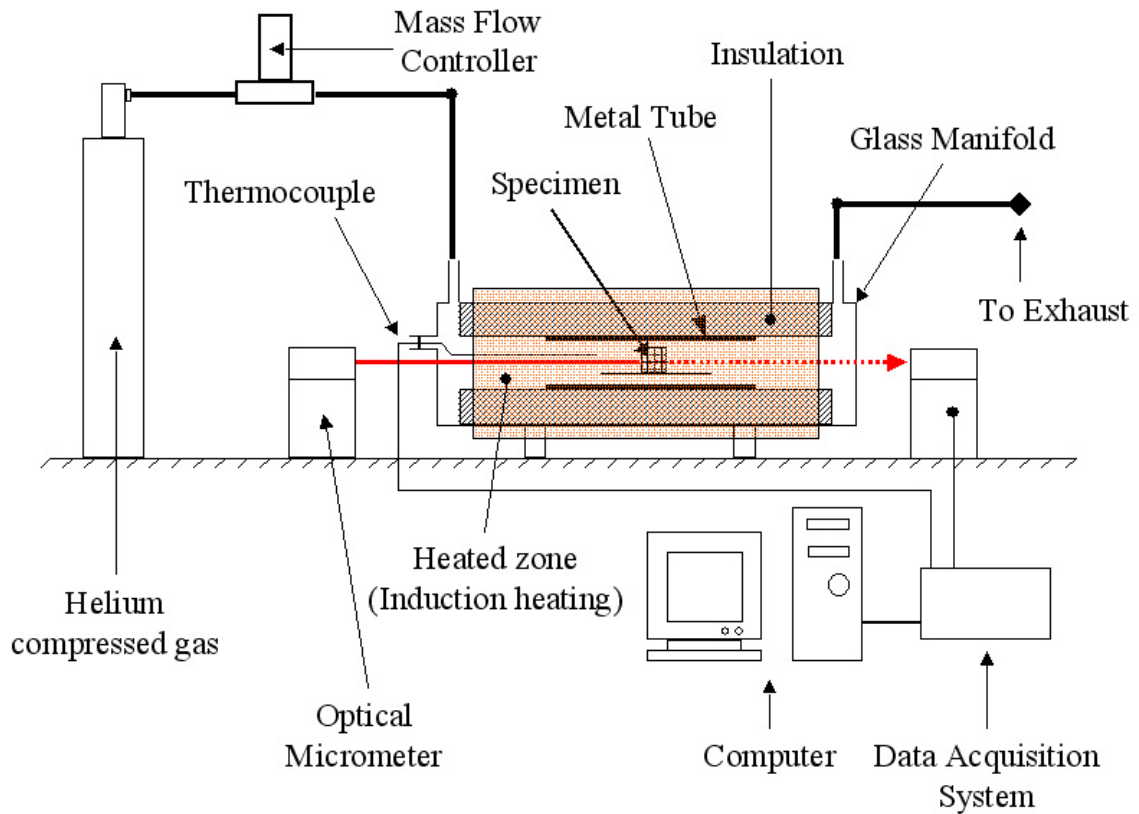 Mass Flow
Controller
Insulation
Metal Tube
Glass Manifold
Thermocouple
Specimen
To Exhaust
Heated zone
(Induction heating)
Helium
compressed gas
Optical
Micrometer
Computer
Data Acquisition
System